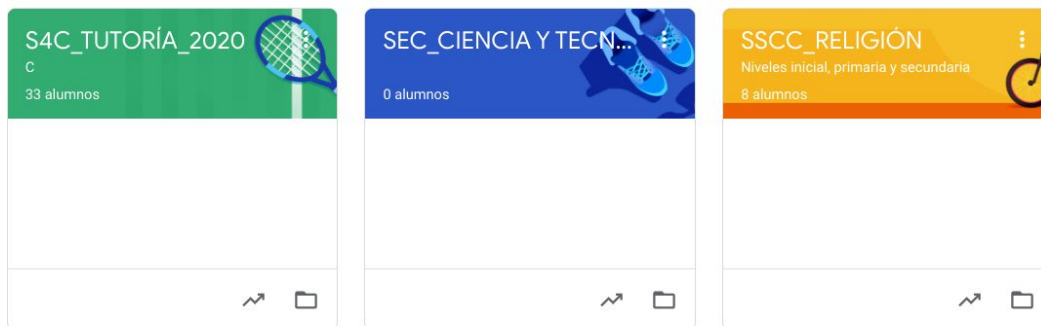 S4C_TUTORÍA_2020
C
33 alumnos
SEC_CIENCIA Y TECN...
0 alumnos
SSCC_RELIGIÓN
Niveles inicial, primaria y secundaria
8 alumnos